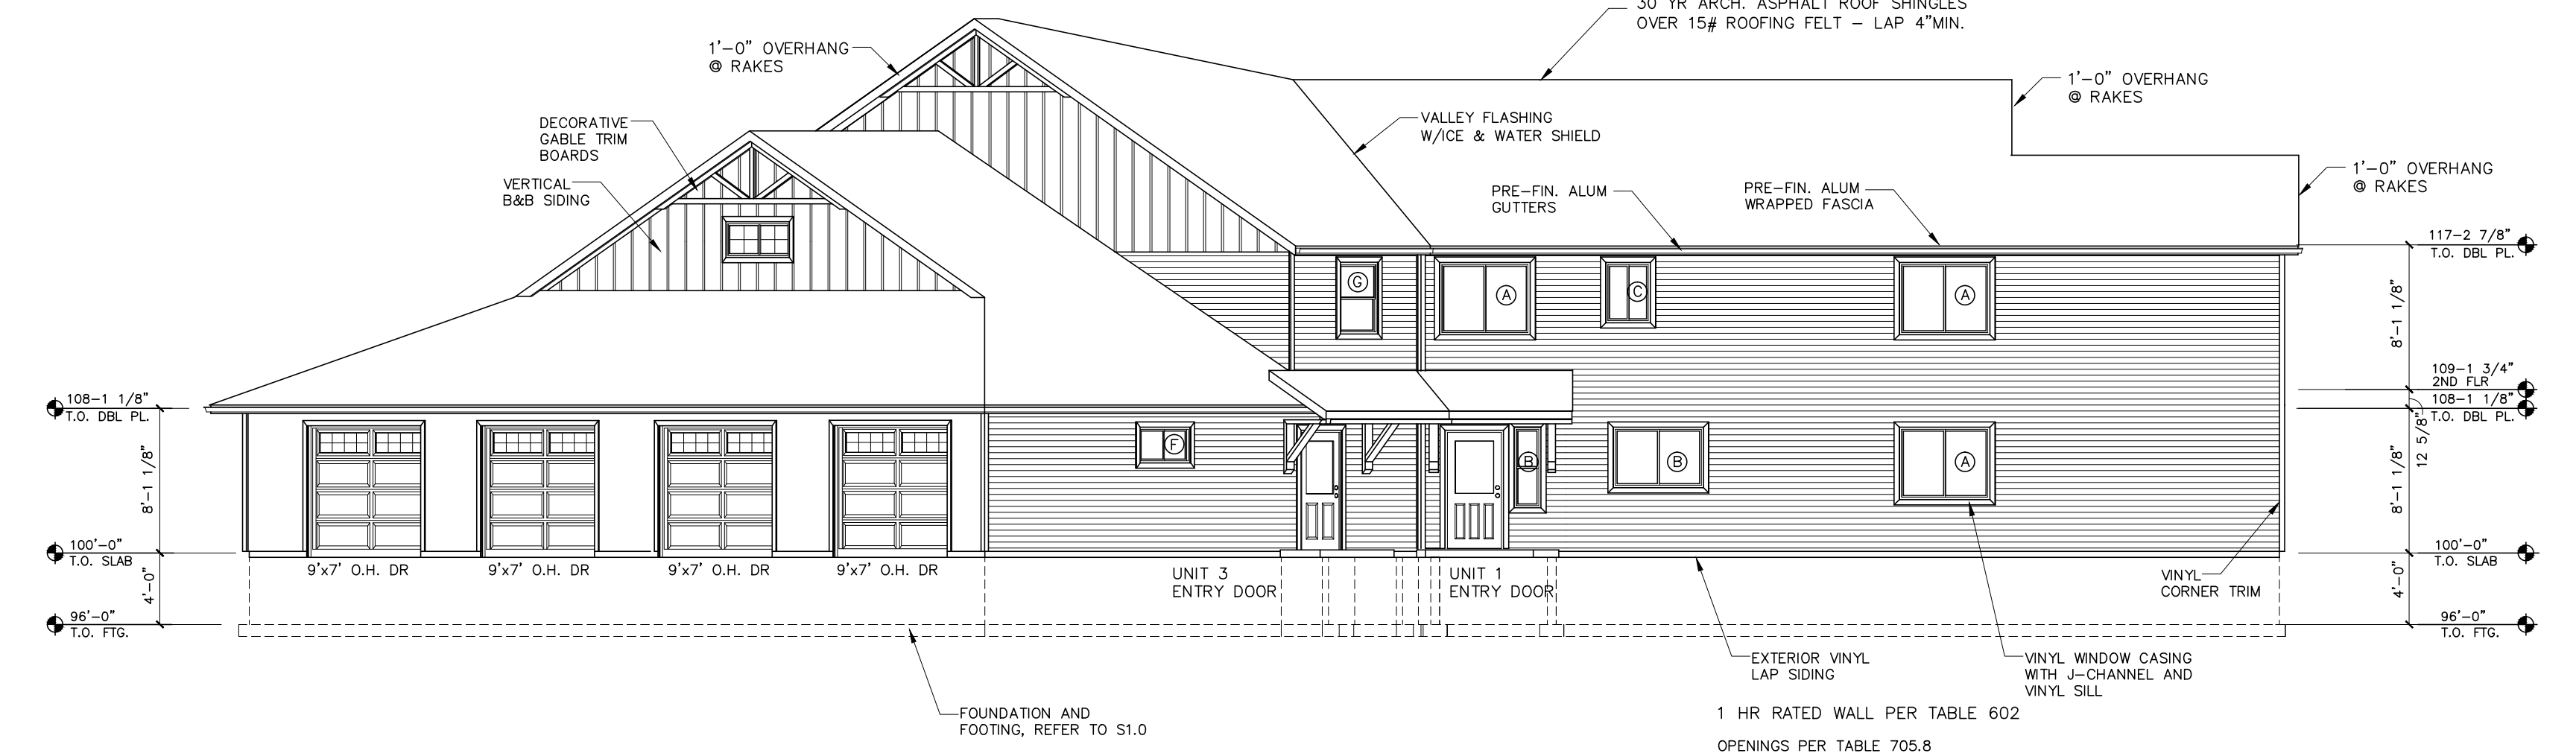 30 YR ARCH. ASPHALT ROOF SHINGLES
OVER 15# ROOFING FELT – LAP 4"MIN.
1'-0" OVERHANG
@ RAKES
1'-0" OVERHANG
@ RAKES
DECORATIVE
GABLE TRIM
BOARDS
VALLEY FLASHING
W/ICE & WATER SHIELD
1'-0" OVERHANG
@ RAKES
VERTICAL
B&B SIDING
PRE-FIN. ALUM
GUTTERS
PRE-FIN. ALUM
WRAPPED FASCIA
117-2 7/8"
T.O. DBL PL.
G
A
C
A
8'-1 1/8"
109-1 3/4"
2ND FLR
108-1 1/8"
T.O. DBL PL.
108-1 1/8"
T.O. DBL PL.
12 5/8"
8'-1 1/8"
F
B
B
A
8'-1 1/8"
100'-0"
T.O. SLAB
100'-0"
T.O. SLAB
9'x7' O.H. DR
9'x7' O.H. DR
9'x7' O.H. DR
9'x7' O.H. DR
UNIT 3
ENTRY DOOR
UNIT 1
ENTRY DOOR
VINYL
CORNER TRIM
4'-0"
4'-0"
96'-0"
T.O. FTG.
96'-0"
T.O. FTG.
EXTERIOR VINYL
LAP SIDING
VINYL WINDOW CASING
WITH J-CHANNEL AND
VINYL SILL
FOUNDATION AND
FOOTING, REFER TO S1.0
1 HR RATED WALL PER TABLE 602
OPENINGS PER TABLE 705.8